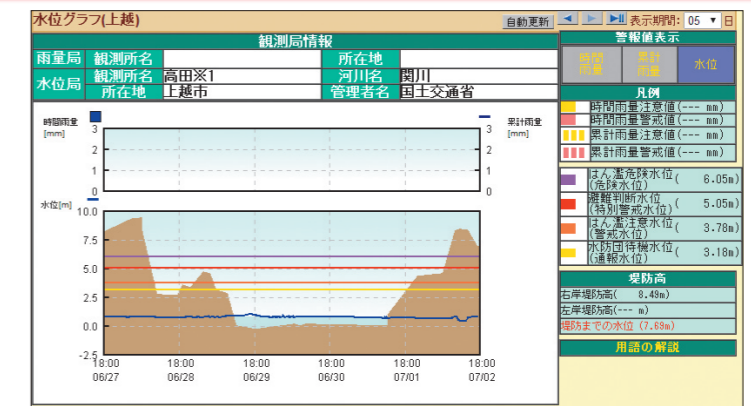 水位グラフ(上越)
自動更新
表示期間: 05 日
観測局情報
雨量局 観測所名 所在地
水位局 観測所名 高田※1 河川名 関川
所在地 上越市 管理者名 国土交通省
時間雨量
[mm]
累計雨量
[mm]
3 3
2 2
1 1
0 0
水位[m]
10.0
7.5
5.0
2.5
0.0
-2.5
18:00 18:00 18:00 18:00 18:00 18:00
06/27 06/28 06/29 06/30 07/01 07/02
警報値表示
時間雨量 累計雨量 水位
凡例
時間雨量注意値(--- mm)
時間雨量警戒値(--- mm)
累計雨量注意値(--- mm)
累計雨量警戒値(--- mm)
はん濫危険水位( 6.05m)
(危険水位)
避難判断水位( 5.05m)
(特別警戒水位)
はん濫注意水位( 3.78m)
(警戒水位)
水防団待機水位( 3.18m)
(通報水位)
堤防高
右岸堤防高( 8.49m)
左岸堤防高(--- m)
堤防までの水位 (7.69m)
用語の解説